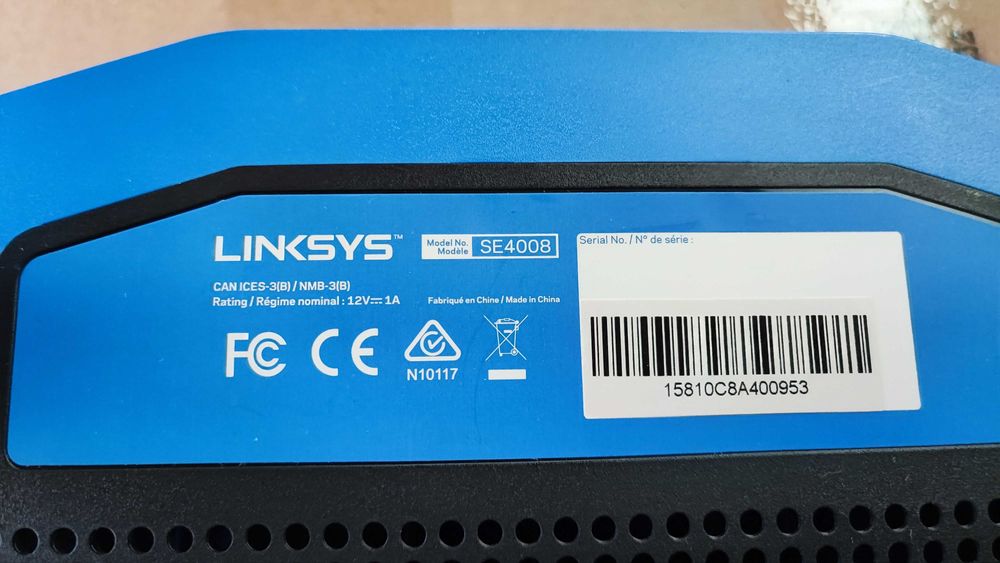 LINKSYS™
Model No.
Modèle
SE4008
Serial No. / N° de série :
CAN ICES-3(B) / NMB-3(B)
Rating / Régime nominal : 12V⎓ 1A
Fabriqué en Chine / Made in China
FC CE
N10117
15810C8A400953